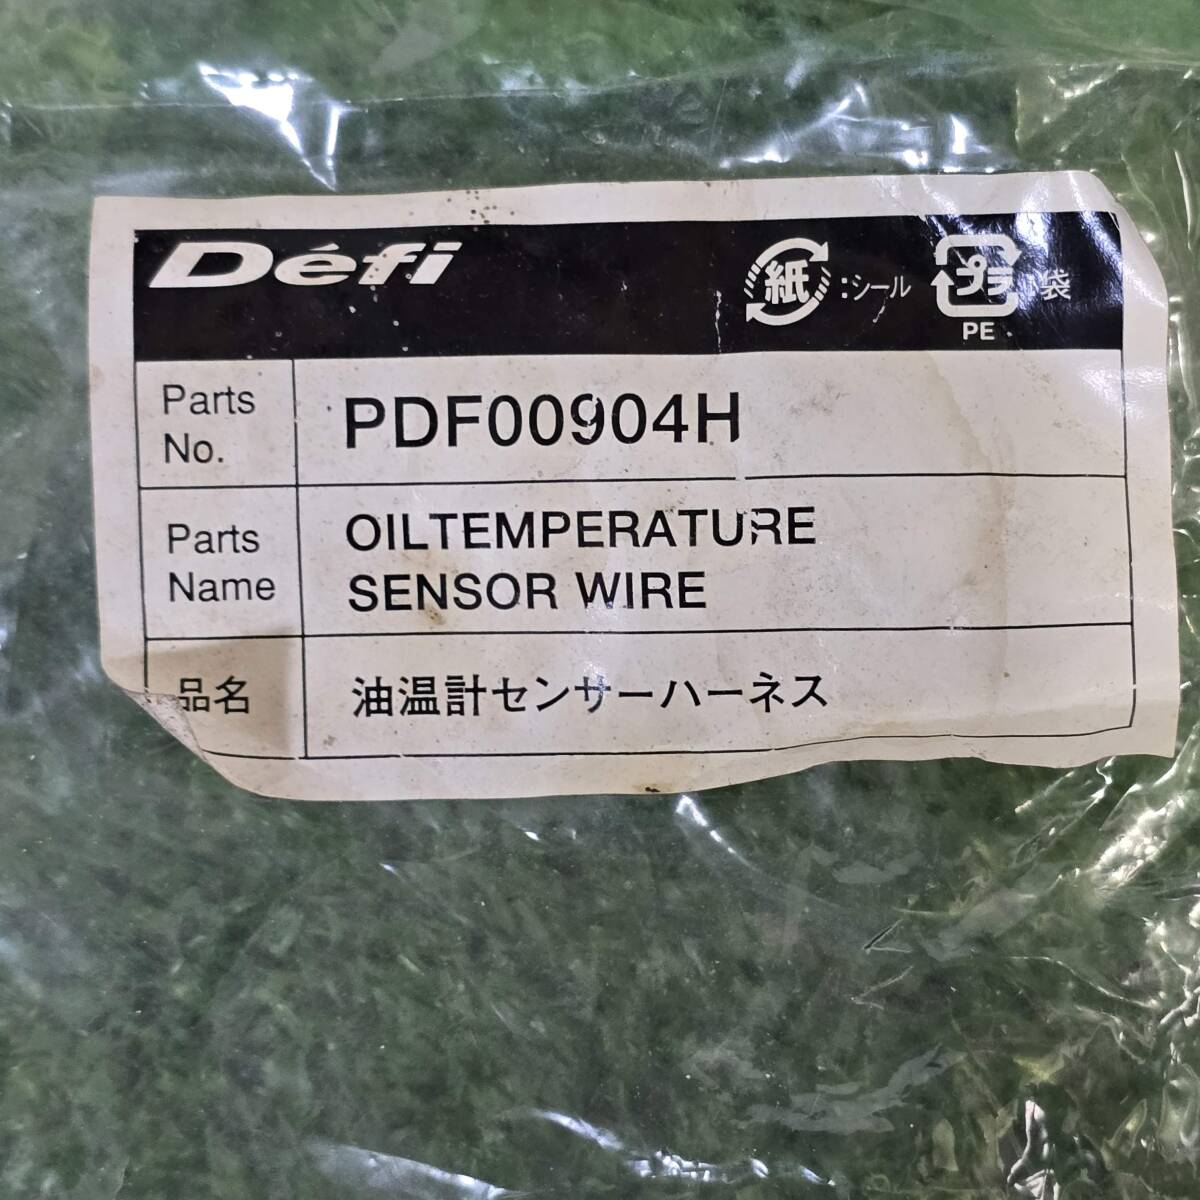 Défi
紙 :シール プラ :袋
PE
Parts No. PDF00904H
Parts Name OILTEMPERATURE
SENSOR WIRE
品名 油温計センサーハーネス